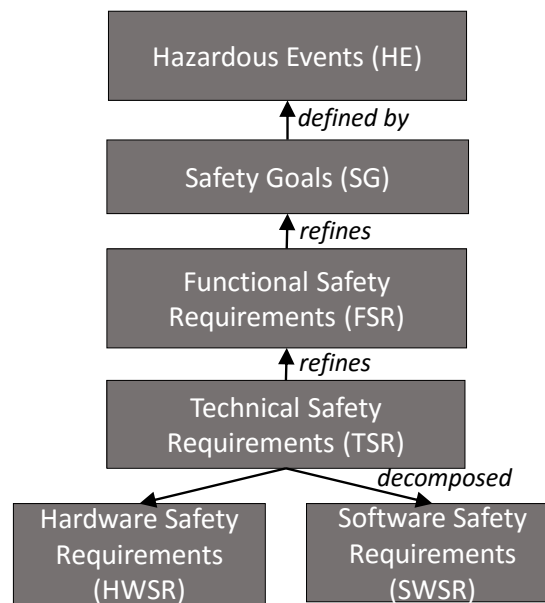 Hazardous Events (HE)
defined by
Safety Goals (SG)
refines
Functional Safety
Requirements (FSR)
refines
Technical Safety
Requirements (TSR)
decomposed
Hardware Safety
Requirements
(HWSR)
Software Safety
Requirements
(SWSR)